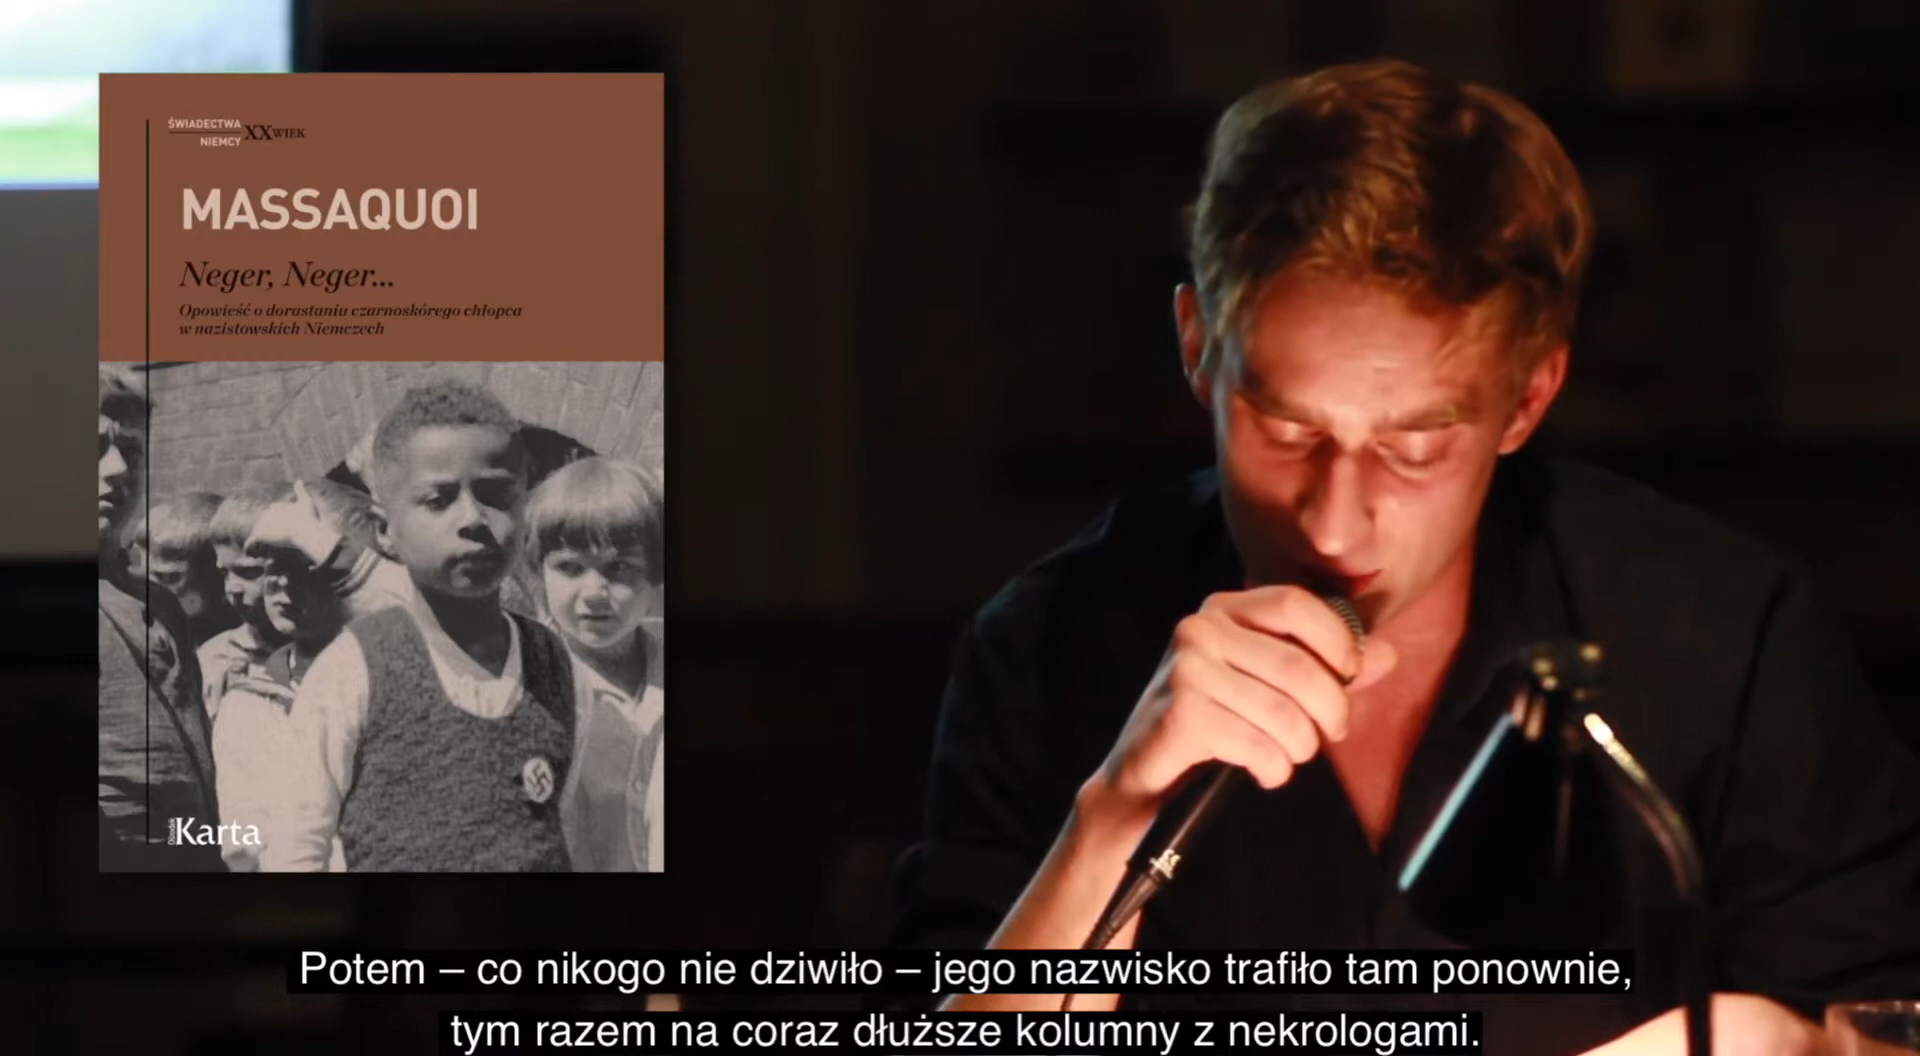 ŚWIADECTWA
NIEMCY
XX WIEK
MASSAQUOI
Neger, Neger...
Opowieść o dorastaniu czarnoskórego chłopca
w nazistowskich Niemczech
Ośrodek
Karta
Potem – co nikogo nie dziwiło – jego nazwisko trafiło tam ponownie,
tym razem na coraz dłuższe kolumny z nekrologami.